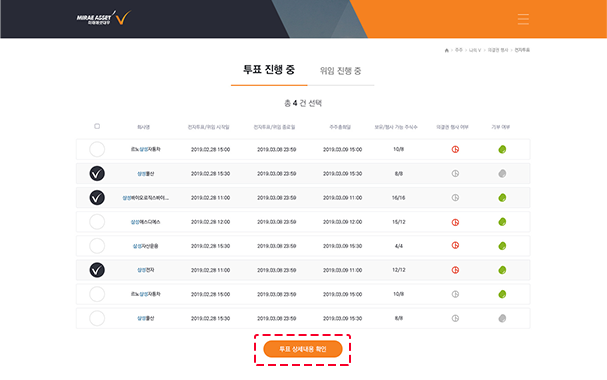 MIRAE ASSET
미래에셋대우
주주 > 나의 V > 의결권 행사 > 전자투표
투표 진행 중 위임 진행 중
총 4 건 선택
회사명 전자투표/위임 시작일 전자투표/위임 종료일 주주총회일 보유/행사 가능 주식수 의결권 행사 여부 기부 여부
르노삼성자동차 2019.02.28 15:00 2019.03.08 23:59 2019.03.09 15:00 10/8
삼성물산 2019.02.28 15:30 2019.03.08 23:59 2019.03.09 15:30 8/8
삼성바이오로직스바이... 2019.02.28 11:00 2019.03.08 23:59 2019.03.09 11:00 16/16
삼성에스디에스 2019.02.28 12:00 2019.03.08 23:59 2019.03.09 12:00 15/12
삼성자산운용 2019.02.28 15:30 2019.03.08 23:59 2019.03.09 15:30 4/4
삼성전자 2019.02.28 11:00 2019.03.08 23:59 2019.03.09 11:00 12/12
르노삼성자동차 2019.02.28 15:00 2019.03.08 23:59 2019.03.09 15:00 10/8
삼성물산 2019.02.28 15:30 2019.03.08 23:59 2019.03.09 15:30 8/8
투표 상세내용 확인